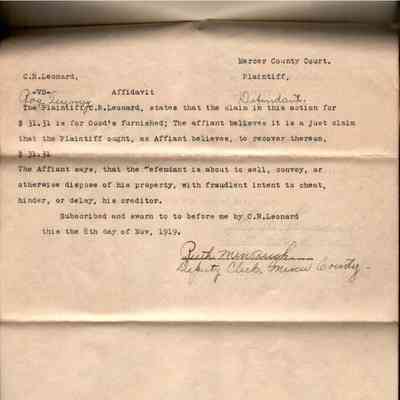 Mercer County Court.
C.R.Leonard, Plaintiff,
-VS- Affidavit
Roy Defendant.
The Plaintiff, C.R.Leonard, states that the claim in this action for
$ 31.31 is for Good's furnished; The affiant believes it is a just claim
that the Plaintiff ought, as Affiant believes, to recover thereon,
$ 31.31
The Affiant says, that the Defendant is about to sell, convey, or
otherwise dispose of his property, with fraudlent intent to cheat,
hinder, or delay, his creditor.
Subscribed and sworn to to before me by C.R.Leonard
this the 8th day of Nov, 1919.
Ruth
Deputy Clerk, Mercer County